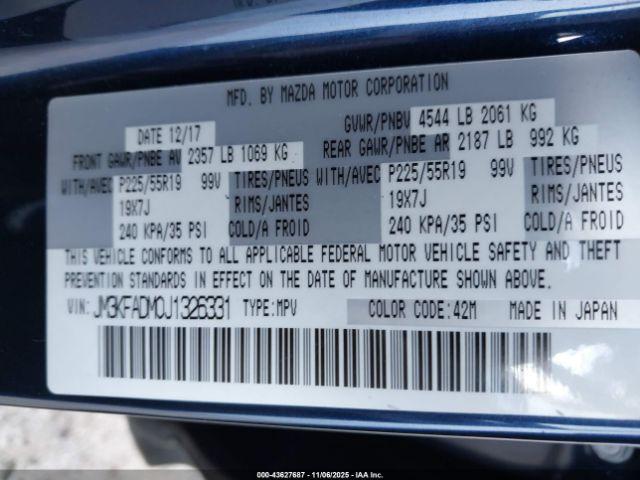 MFD. BY MAZDA MOTOR CORPORATION
DATE 12/17 GVWR/PNBV 4544 LB 2061 KG
FRONT GAWR/PNBE AV 2357 LB 1069 KG REAR GAWR/PNBE AR 2187 LB 992 KG
WITH/AVEC P225/55R19 99V TIRES/PNEUS WITH/AVEC P225/55R19 99V TIRES/PNEUS
19X7J RIMS/JANTES 19X7J RIMS/JANTES
240 KPA/35 PSI COLD/A FROID 240 KPA/35 PSI COLD/A FROID
THIS VEHICLE CONFORMS TO ALL APPLICABLE FEDERAL MOTOR VEHICLE SAFETY AND THEFT
PREVENTION STANDARDS IN EFFECT ON THE DATE OF MANUFACTURE SHOWN ABOVE.
VIN: JM3KFADM0J1326331 TYPE:MPV COLOR CODE:42M MADE IN JAPAN
000-43627687 - 11/06/2025 - IAA Inc.